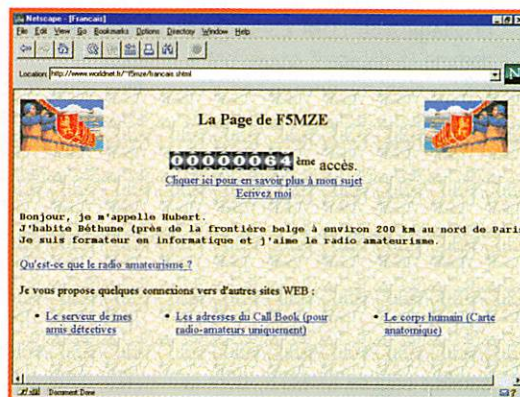 Netscape - [Francais]
File Edit View Go Bookmarks Options Directory Window Help
Location: http://www.worldnet.fr/~f5mze/francais.shtml
La Page de F5MZE
00000064 ème accès.
Cliquer ici pour en savoir plus à mon sujet
Ecrivez moi
Bonjour, je m'appelle Hubert.
J'habite Béthune (près de la frontière belge à environ 200 km au nord de Paris
Je suis formateur en informatique et j'aime le radio amateurisme.
Qu'est-ce que le radio amateurisme ?
Je vous propose quelques connexions vers d'autres sites WEB :
• Le serveur de mes amis détectives
• Les adresses du Call Book (pour radio-amateurs uniquement)
• Le corps humain (Carte anatomique)
Document: Done